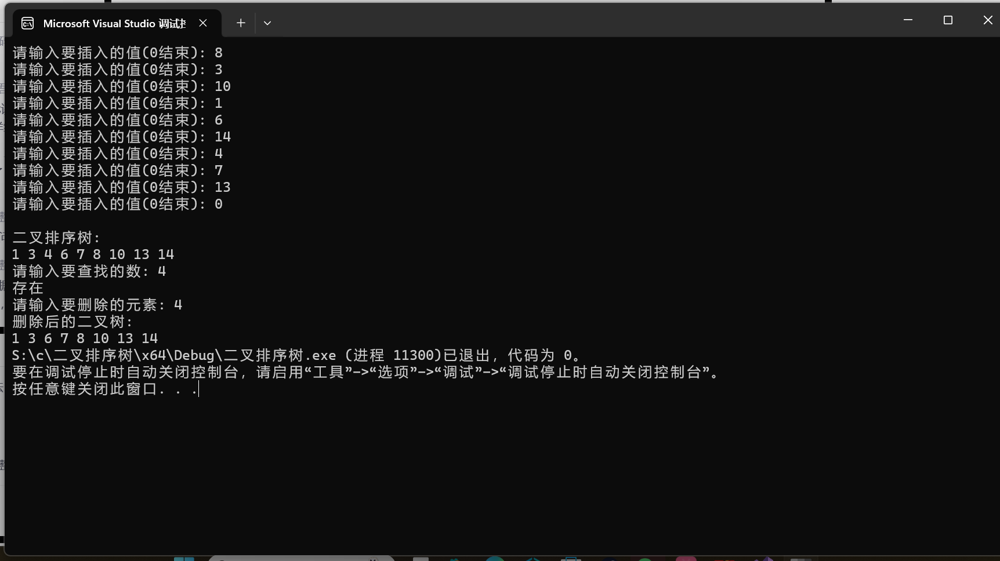 Microsoft Visual Studio 调试
请输入要插入的值(0结束): 8
请输入要插入的值(0结束): 3
请输入要插入的值(0结束): 10
请输入要插入的值(0结束): 1
请输入要插入的值(0结束): 6
请输入要插入的值(0结束): 14
请输入要插入的值(0结束): 4
请输入要插入的值(0结束): 7
请输入要插入的值(0结束): 13
请输入要插入的值(0结束): 0
二叉排序树:
1 3 4 6 7 8 10 13 14
请输入要查找的数: 4
存在
请输入要删除的元素: 4
删除后的二叉树:
1 3 6 7 8 10 13 14
S:\c\二叉排序树\x64\Debug\二叉排序树.exe (进程 11300)已退出，代码为 0。
要在调试停止时自动关闭控制台，请启用“工具”->“选项”->“调试”->“调试停止时自动关闭控制台”。
按任意键关闭此窗口. . .